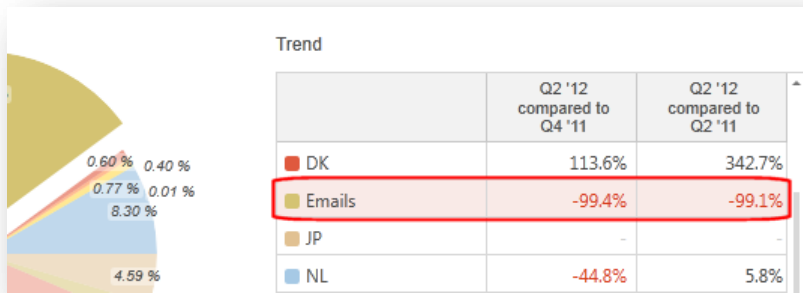 Trend
Q2 '12
compared to
Q4 '11
Q2 '12
compared to
Q2 '11
DK 113.6% 342.7%
Emails -99.4% -99.1%
JP - -
NL -44.8% 5.8%
0.60 % 0.40 %
0.77 % 0.01 %
8.30 %
4.59 %